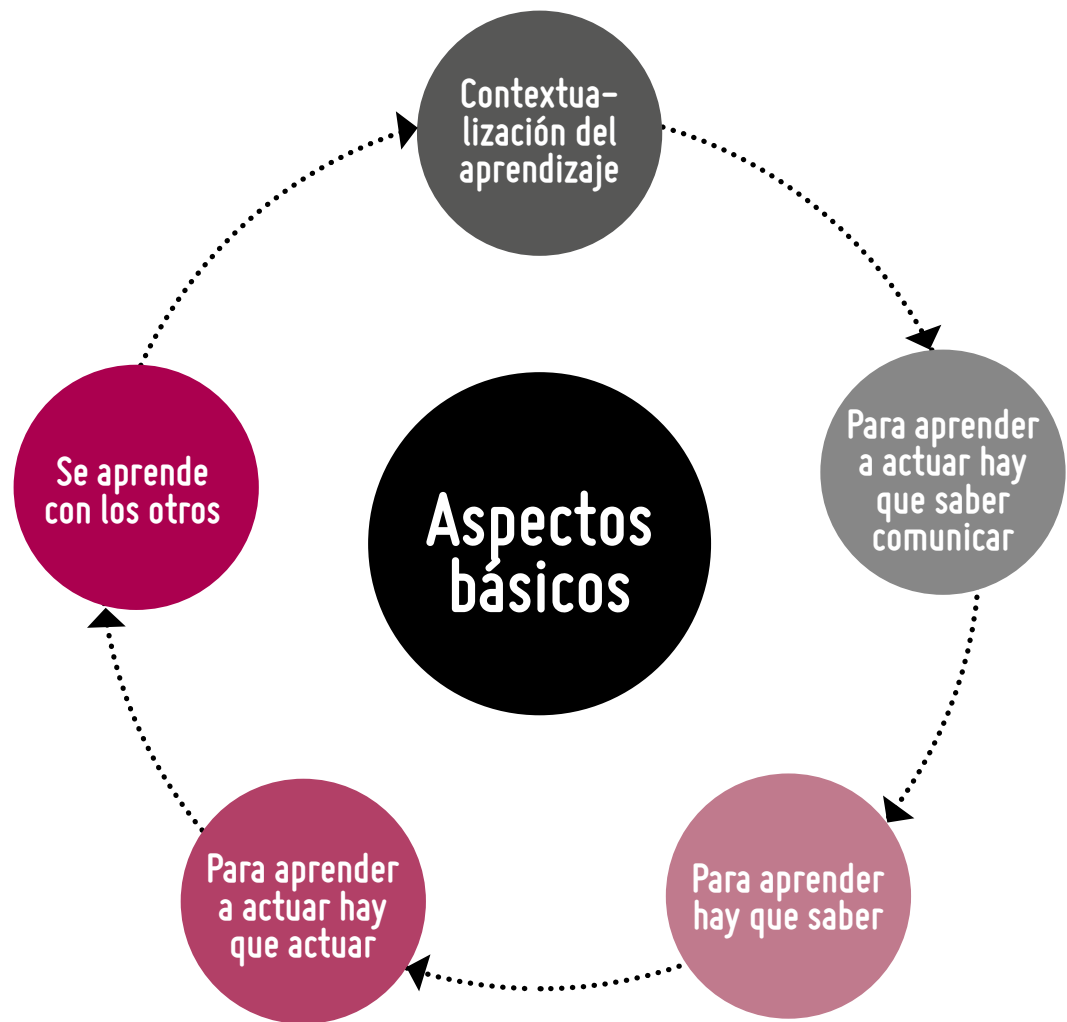 Contextua-
lización del
aprendizaje
Para aprender
a actuar hay
que saber
comunicar
Para aprender
hay que saber
Para aprender
a actuar hay
que actuar
Se aprende
con los otros
Aspectos
básicos